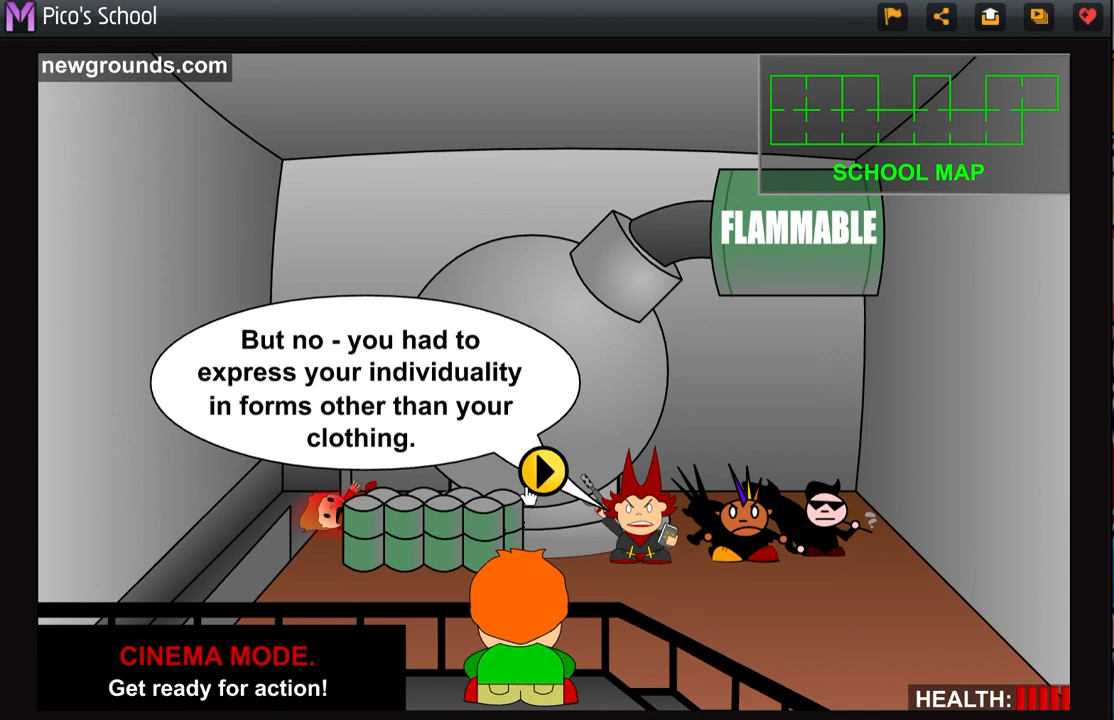 Pico's School
newgrounds.com
SCHOOL MAP
FLAMMABLE
But no - you had to
express your individuality
in forms other than your
clothing.
CINEMA MODE.
Get ready for action!
HEALTH: